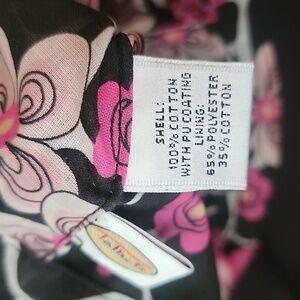 SHELL:
100% COTTON
WITH PU COATING
LINING:
65% POLYESTER
35% COTTON